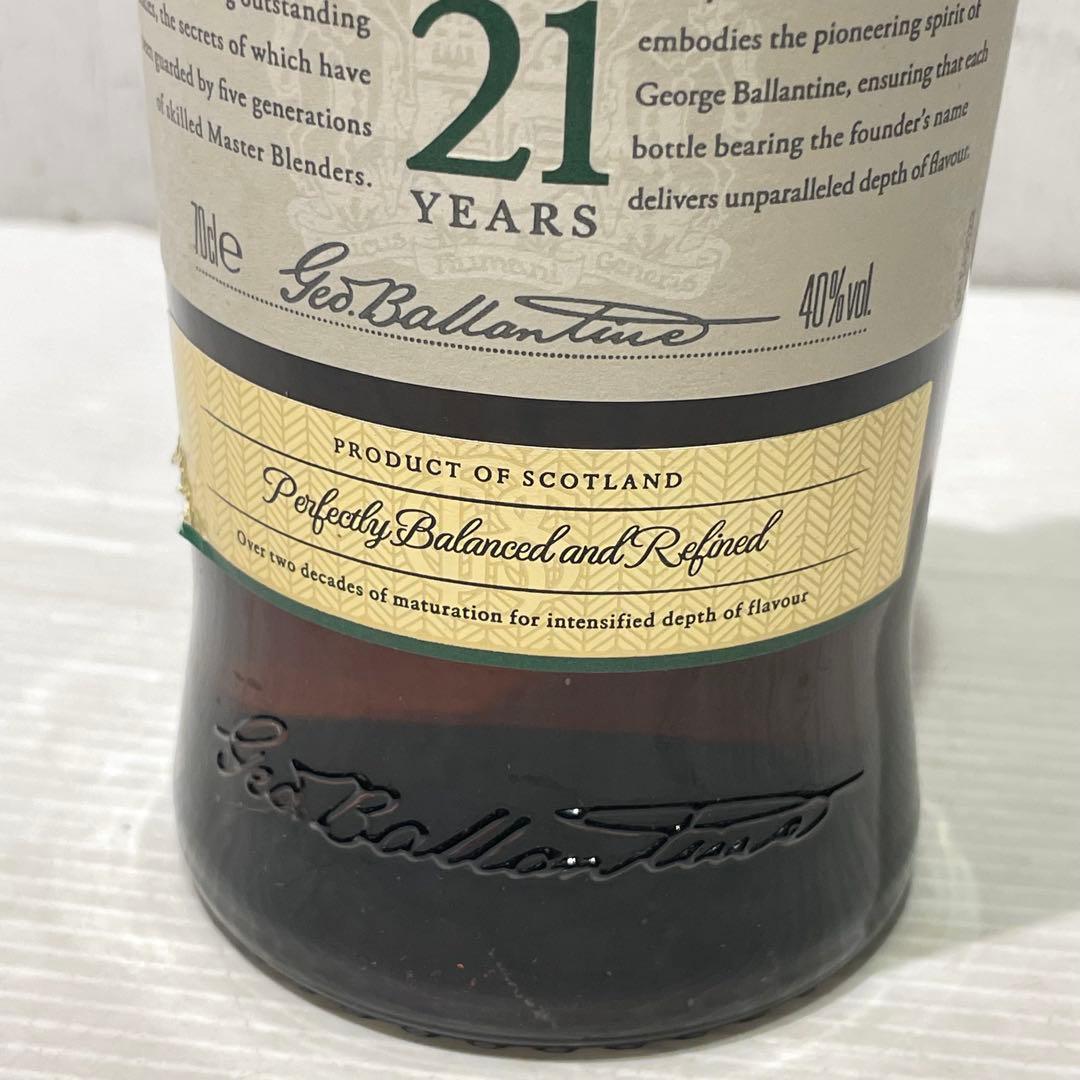 outstanding
the secrets of which have
guarded by five generations
of skilled Master Blenders.
21
YEARS
embodies the pioneering spirit of
George Ballantine, ensuring that each
bottle bearing the founder's name
delivers unparalleled depth of flavour.
Humani Generis
70cl e
Geo. Ballantine
40% vol.
PRODUCT OF SCOTLAND
Perfectly Balanced and Refined
Over two decades of maturation for intensified depth of flavour
Geo. Ballantine